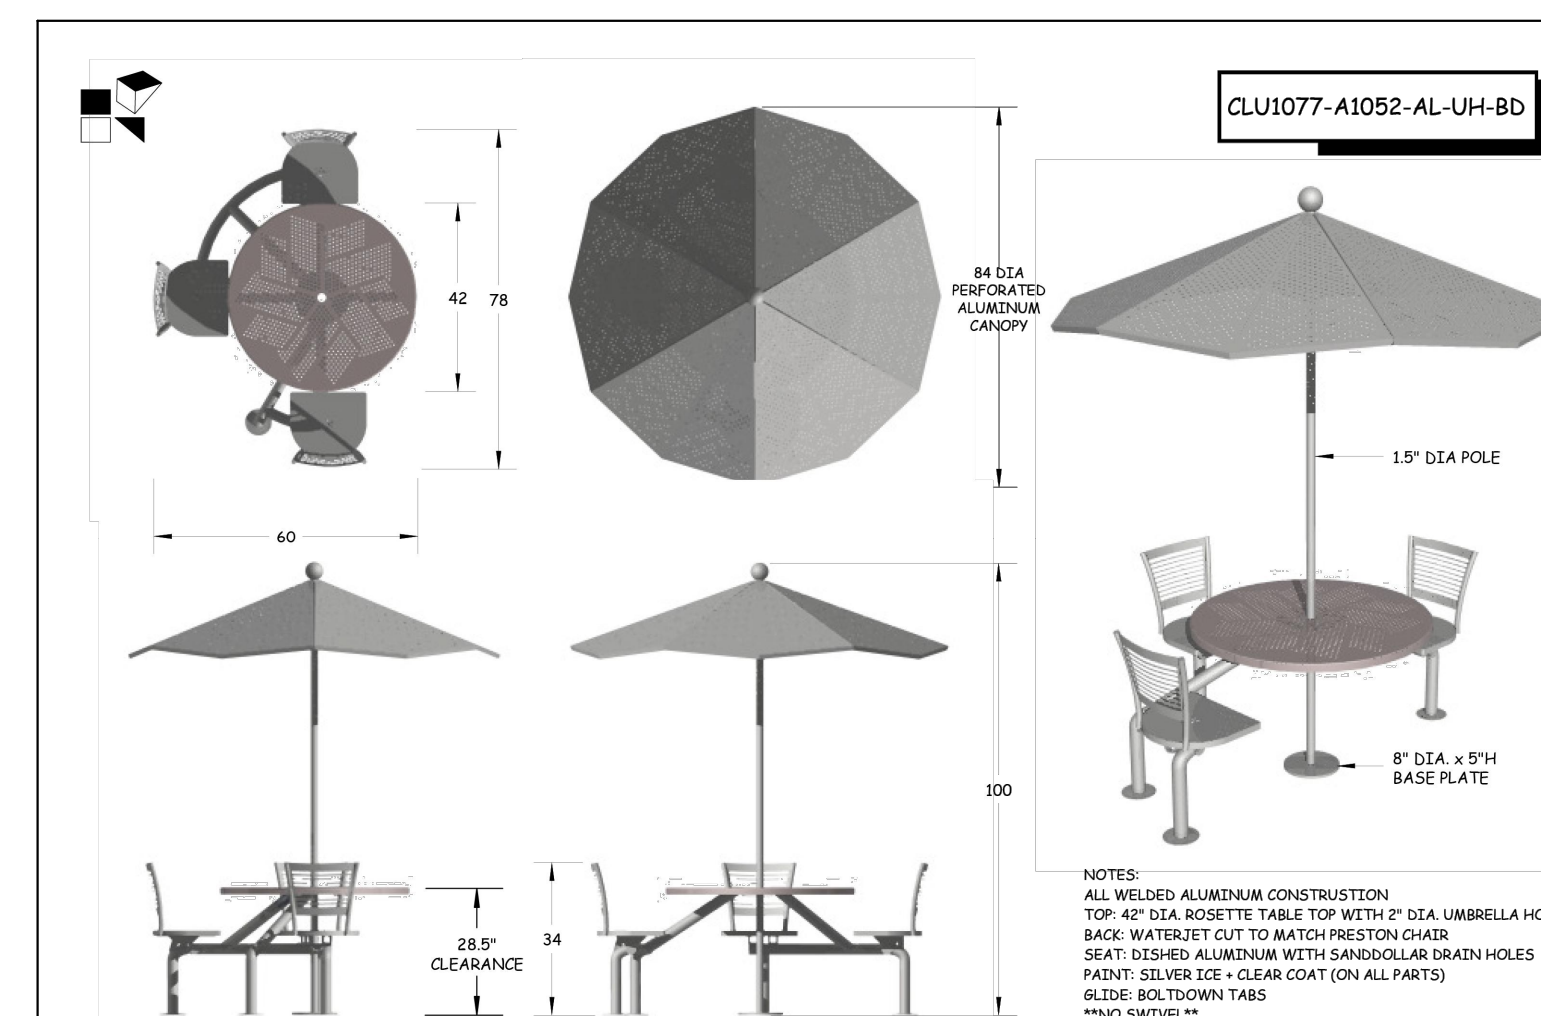 CLU1077-A1052-AL-UH-BD
42
78
84 DIA
PERFORATED
ALUMINUM
CANOPY
60
1.5" DIA POLE
8" DIA. x 5"H
BASE PLATE
100
28.5"
CLEARANCE
34
NOTES:
ALL WELDED ALUMINUM CONSTRUSTION
TOP: 42" DIA. ROSETTE TABLE TOP WITH 2" DIA. UMBRELLA HO
BACK: WATERJET CUT TO MATCH PRESTON CHAIR
SEAT: DISHED ALUMINUM WITH SANDDOLLAR DRAIN HOLES
PAINT: SILVER ICE + CLEAR COAT (ON ALL PARTS)
GLIDE: BOLTDOWN TABS
**NO SWIVEL**